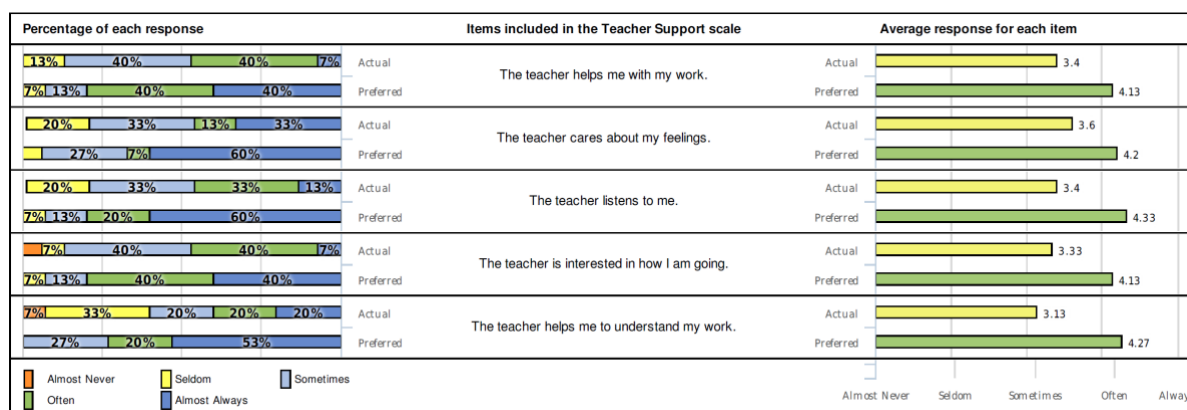 Percentage of each response Items included in the Teacher Support scale Average response for each item
13% 40% 40% 7% Actual Actual 3.4
The teacher helps me with my work.
7% 13% 40% 40% Preferred Preferred 4.13
20% 33% 13% 33% Actual Actual 3.6
The teacher cares about my feelings.
27% 7% 60% Preferred Preferred 4.2
20% 33% 33% 13% Actual Actual 3.4
The teacher listens to me.
7% 13% 20% 60% Preferred Preferred 4.33
7% 40% 40% 7% Actual Actual 3.33
The teacher is interested in how I am going.
7% 13% 40% 40% Preferred Preferred 4.13
7% 33% 20% 20% 20% Actual Actual 3.13
The teacher helps me to understand my work.
27% 20% 53% Preferred Preferred 4.27
Almost Never Seldom Sometimes
Often Almost Always
Almost Never Seldom Sometimes Often Alway